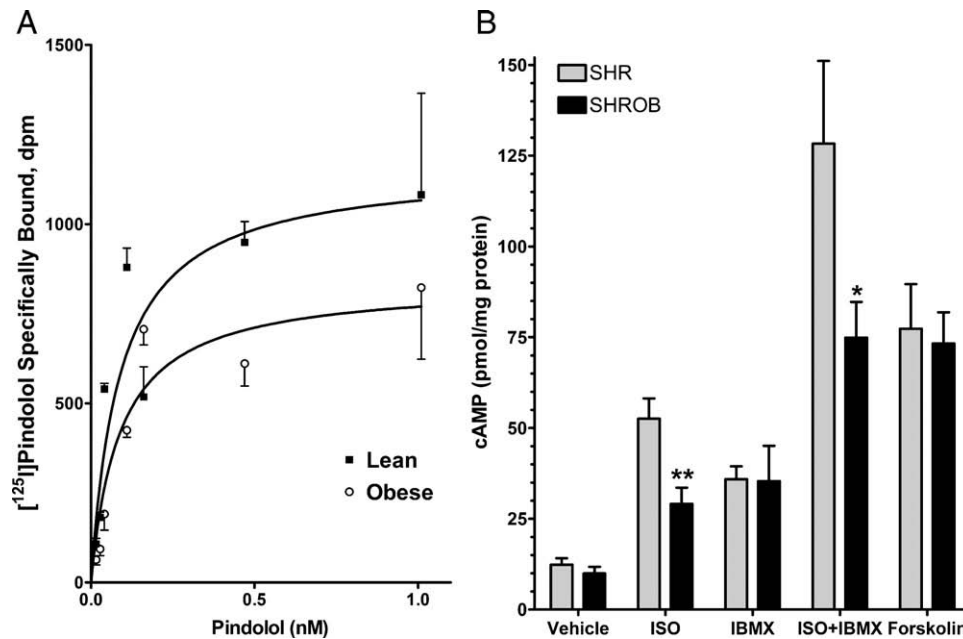 A
[125I]Pindolol Specifically Bound, dpm
1500
1000
500
0
0.0
0.5
1.0
Pindolol (nM)
Lean
Obese
B
cAMP (pmol/mg protein)
150
125
100
75
50
25
0
SHR
SHROB
**
*
Vehicle
ISO
IBMX
ISO+IBMX
Forskolin